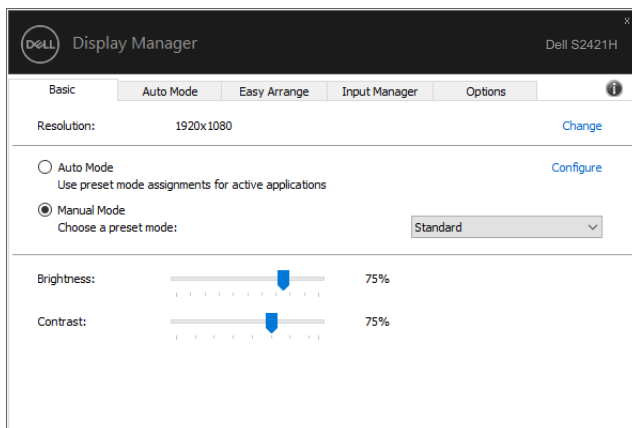 x
DELL Display Manager Dell S2421H
Basic Auto Mode Easy Arrange Input Manager Options i
Resolution: 1920x1080 Change
Auto Mode Configure
Use preset mode assignments for active applications
Manual Mode
Choose a preset mode: Standard
Brightness: 75%
Contrast: 75%